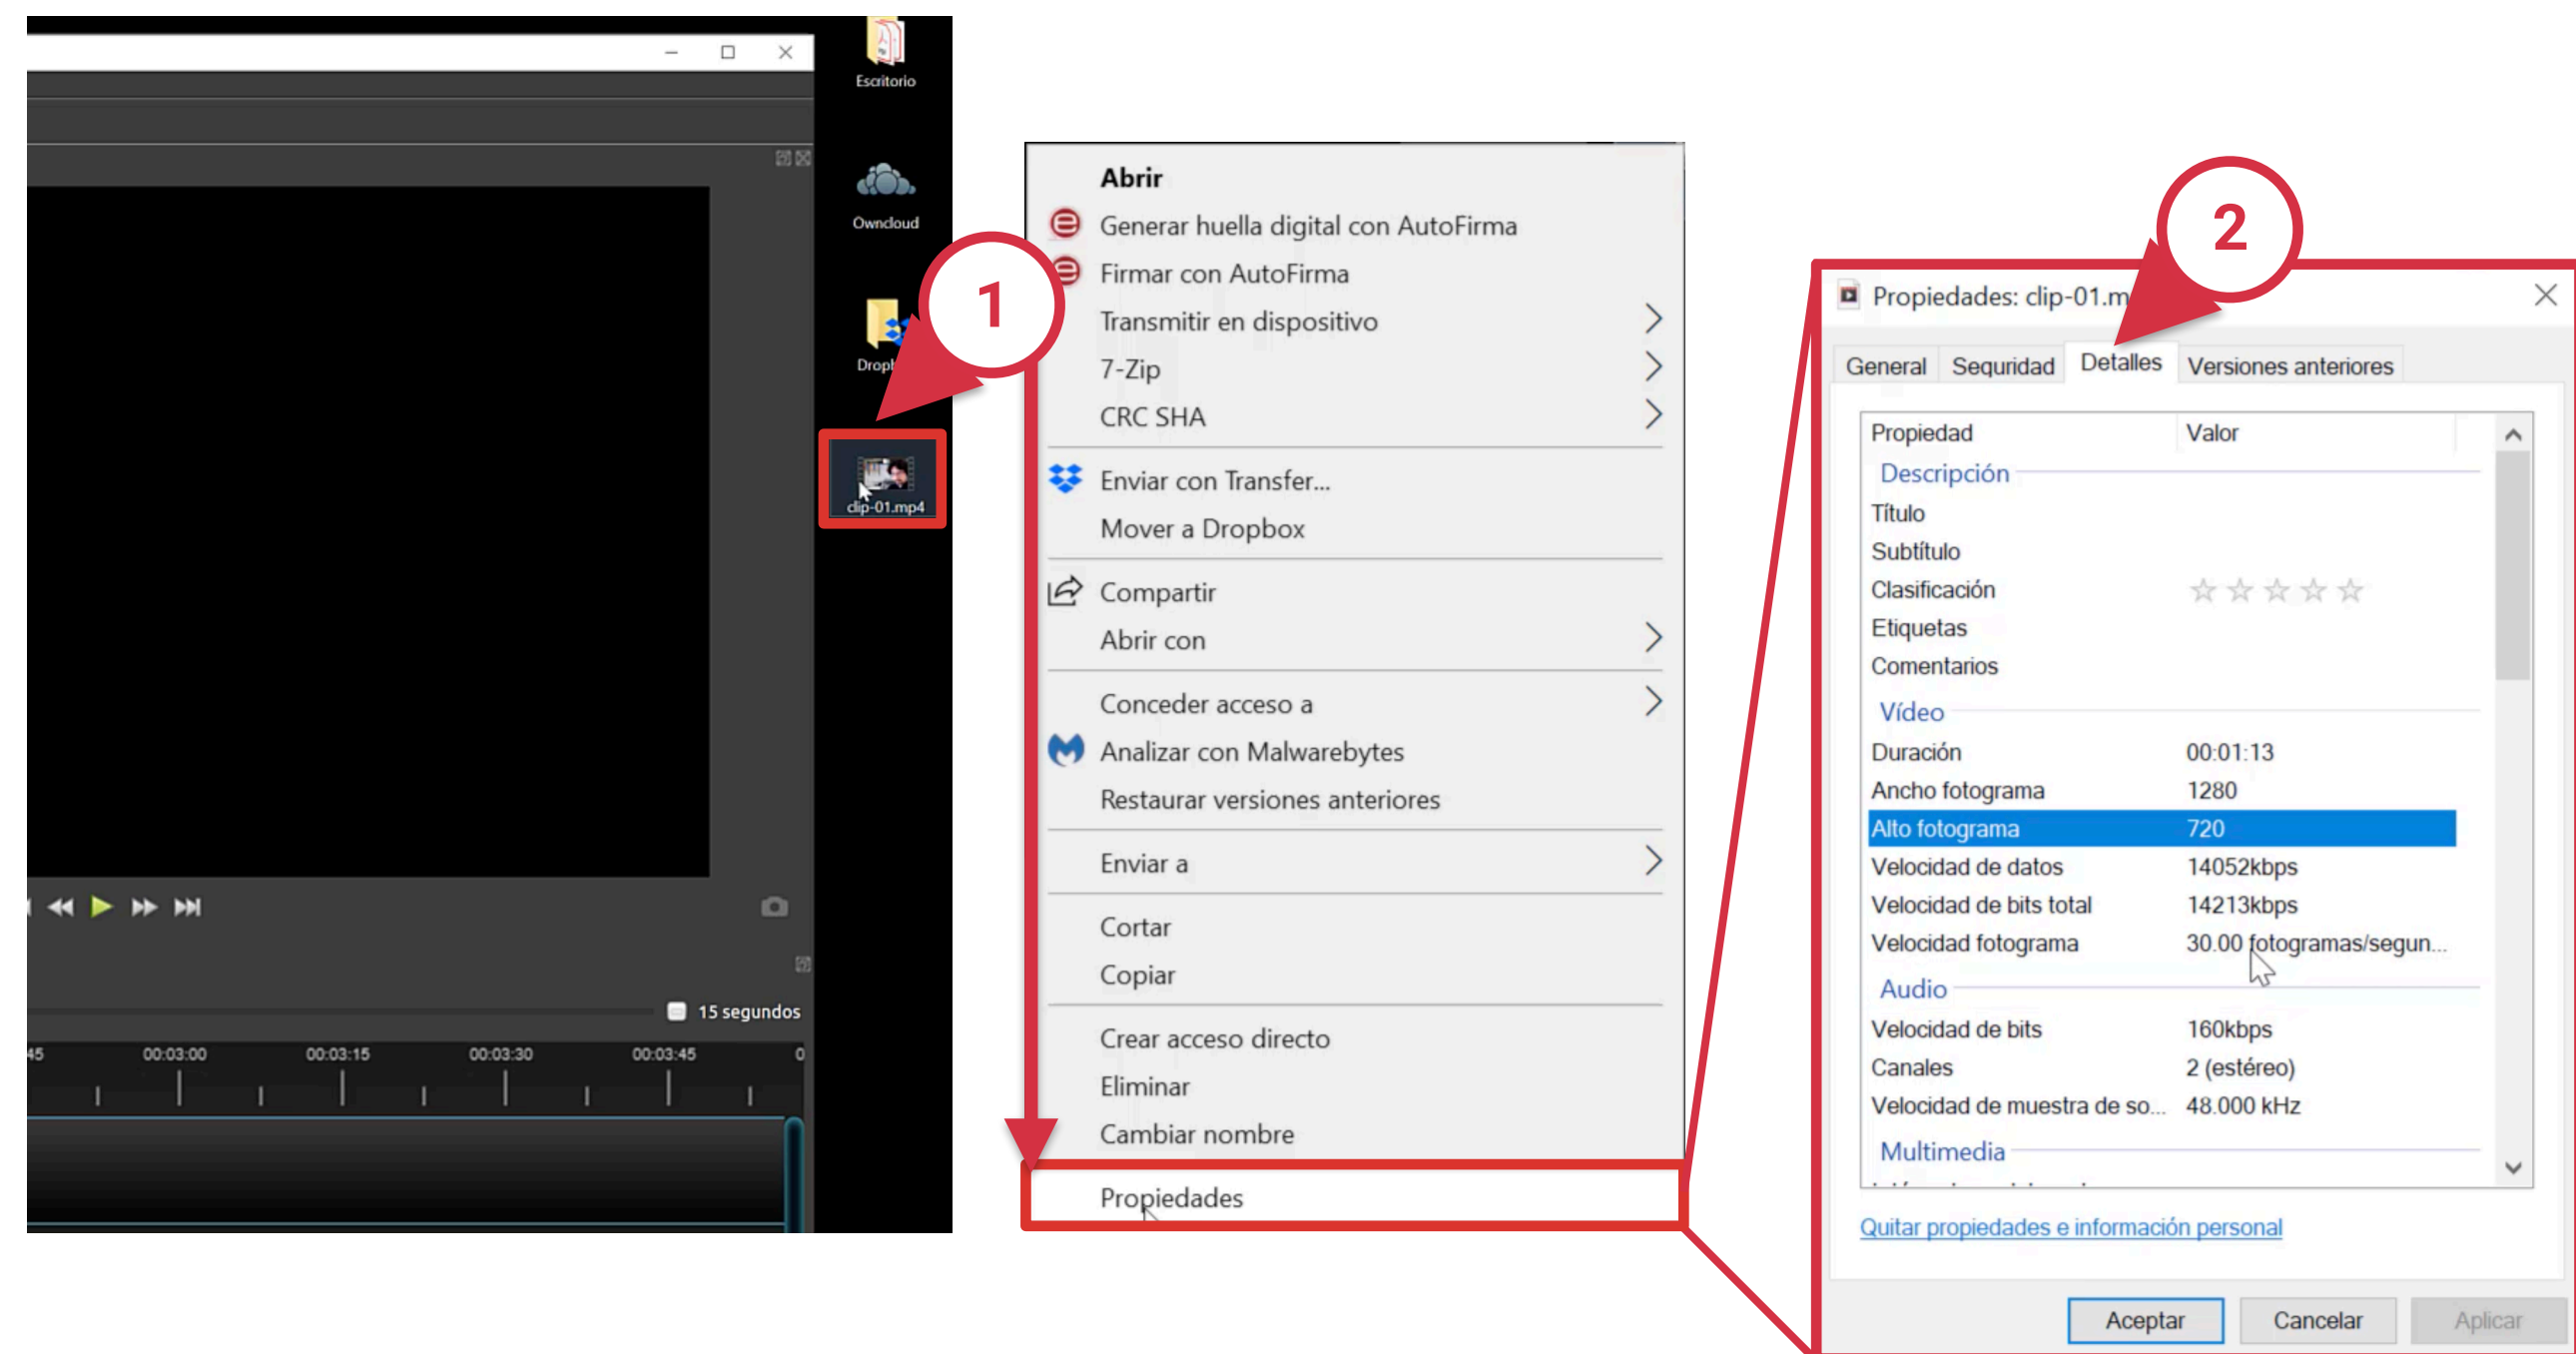 Escritorio
Owncloud
clip-01.mp4
15 segundos
45 00:03:00 00:03:15 00:03:30 00:03:45 0
1
Abrir
Generar huella digital con AutoFirma
Firmar con AutoFirma
Transmitir en dispositivo
7-Zip
CRC SHA
Enviar con Transfer...
Mover a Dropbox
Compartir
Abrir con
Conceder acceso a
Analizar con Malwarebytes
Restaurar versiones anteriores
Enviar a
Cortar
Copiar
Crear acceso directo
Eliminar
Cambiar nombre
Propiedades
2
Propiedades: clip-01.m
General Seguridad Detalles Versiones anteriores
Propiedad Valor
Descripción
Título
Subtítulo
Clasificación
Etiquetas
Comentarios
Vídeo
Duración 00:01:13
Ancho fotograma 1280
Alto fotograma 720
Velocidad de datos 14052kbps
Velocidad de bits total 14213kbps
Velocidad fotograma 30.00 fotogramas/segun...
Audio
Velocidad de bits 160kbps
Canales 2 (estéreo)
Velocidad de muestra de so... 48.000 kHz
Multimedia
Quitar propiedades e información personal
Aceptar Cancelar Aplicar